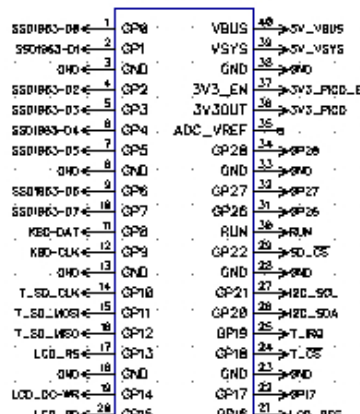 SSD1963-D0 1 GP0 VBUS 40 5V_VBUS
SSD1963-D1 2 GP1 VSYS 39 5V_VSYS
GND 3 GND GND 38 GND
SSD1963-D2 4 GP2 3V3_EN 37 3V3_PICO_E
SSD1963-D3 5 GP3 3V3OUT 36 3V3_PICO
SSD1963-D4 6 GP4 ADC_VREF 35
SSD1963-D5 7 GP5 GP28 34 GP28
GND 8 GND GND 33 GND
SSD1963-D6 9 GP6 GP27 32 GP27
SSD1963-D7 10 GP7 GP26 31 GP26
KBD-DAT 11 GP8 RUN 30 RUN
KBD-CLK 12 GP9 GP22 29 SD_CS
GND 13 GND GND 28 GND
T_SD_CLK 14 GP10 GP21 27 I2C_SCL
T_SD_MOSI 15 GP11 GP20 26 I2C_SDA
T_SD_MISO 16 GP12 GP19 25 T_IRQ
LCD_RS 17 GP13 GP18 24 T_CS
GND 18 GND GND 23 GND
LCD_DC-WR 19 GP14 GP17 22 GP17
20 GP15 GP16 21